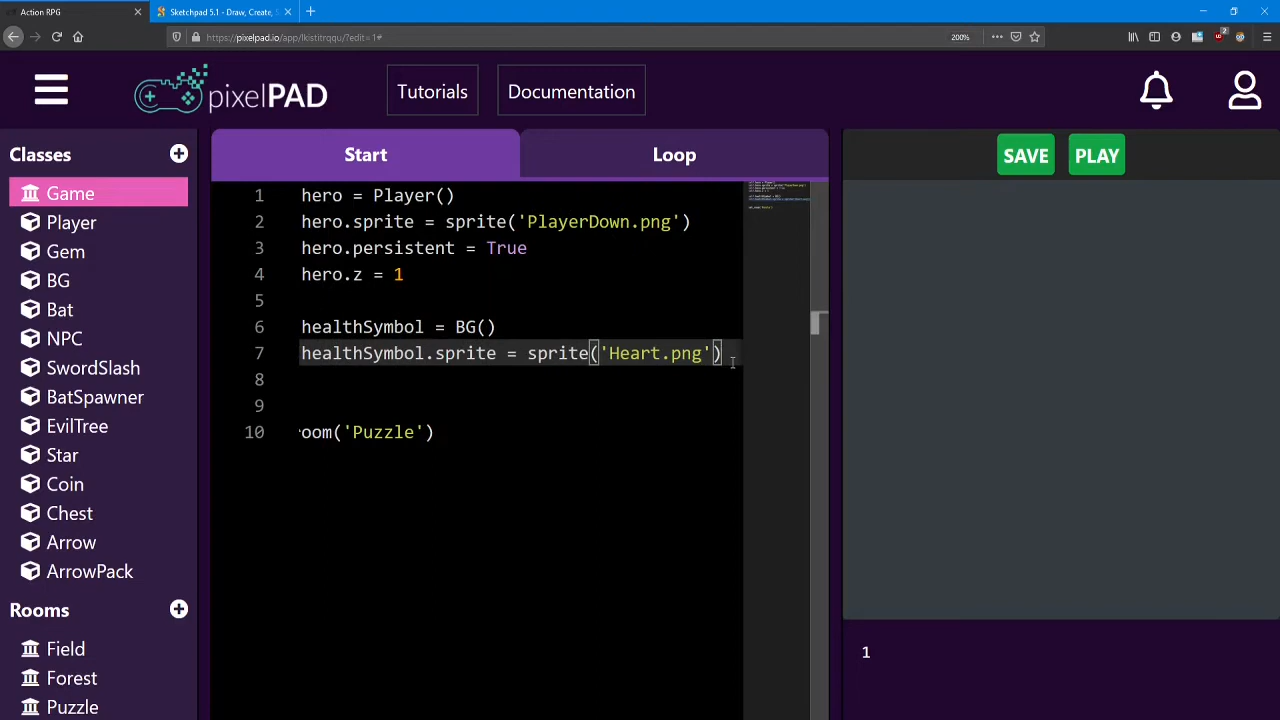 Action RPG
Sketchpad 5.1 - Draw, Create, S
https://pixelpad.io/app/lkistitrqqu/?edit=1#
200%
pixelPAD
Tutorials
Documentation
Classes
Game
Player
Gem
BG
Bat
NPC
SwordSlash
BatSpawner
EvilTree
Star
Coin
Chest
Arrow
ArrowPack
Rooms
Field
Forest
Puzzle
Start
Loop
1 hero = Player()
2 hero.sprite = sprite('PlayerDown.png')
3 hero.persistent = True
4 hero.z = 1
5
6 healthSymbol = BG()
7 healthSymbol.sprite = sprite('Heart.png')
8
9
10 oom('Puzzle')
SAVE
PLAY
1